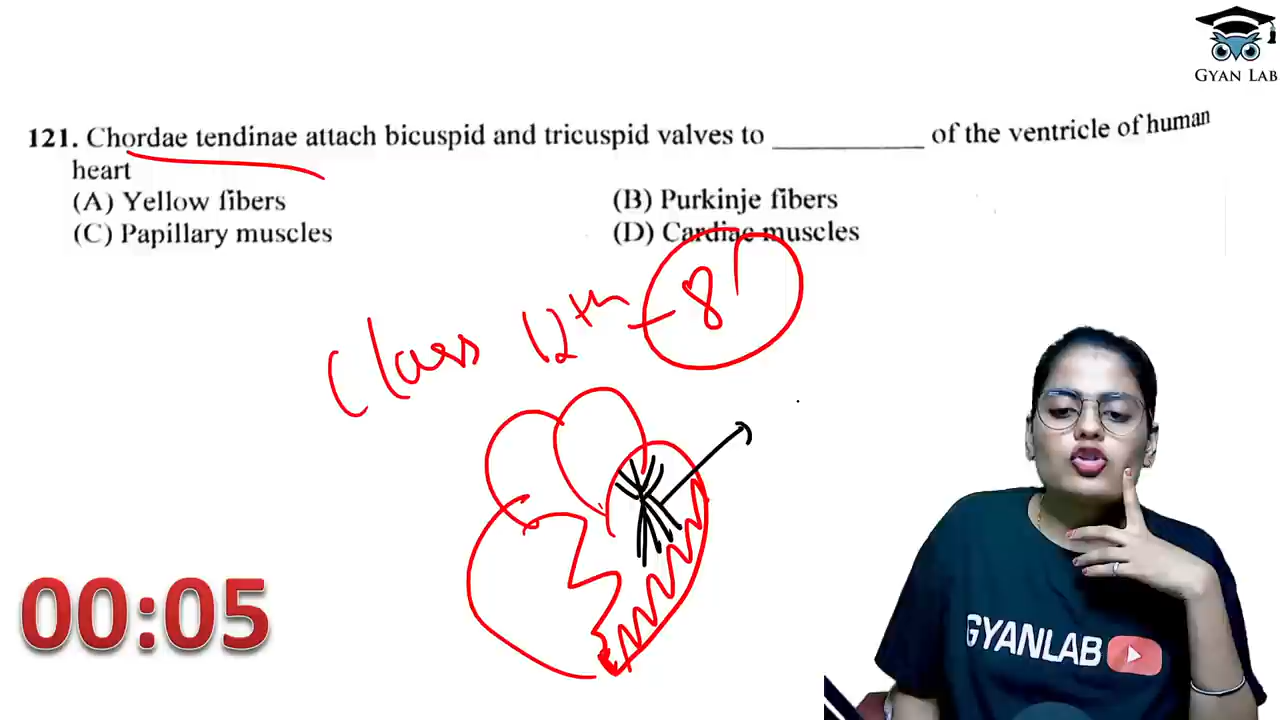 GYAN LAB
121. Chordae tendinae attach bicuspid and tricuspid valves to __________ of the ventricle of human
heart
(A) Yellow fibers (B) Purkinje fibers
(C) Papillary muscles (D) Cardiac muscles
Class 12th - 8'
00:05
GYANLAB